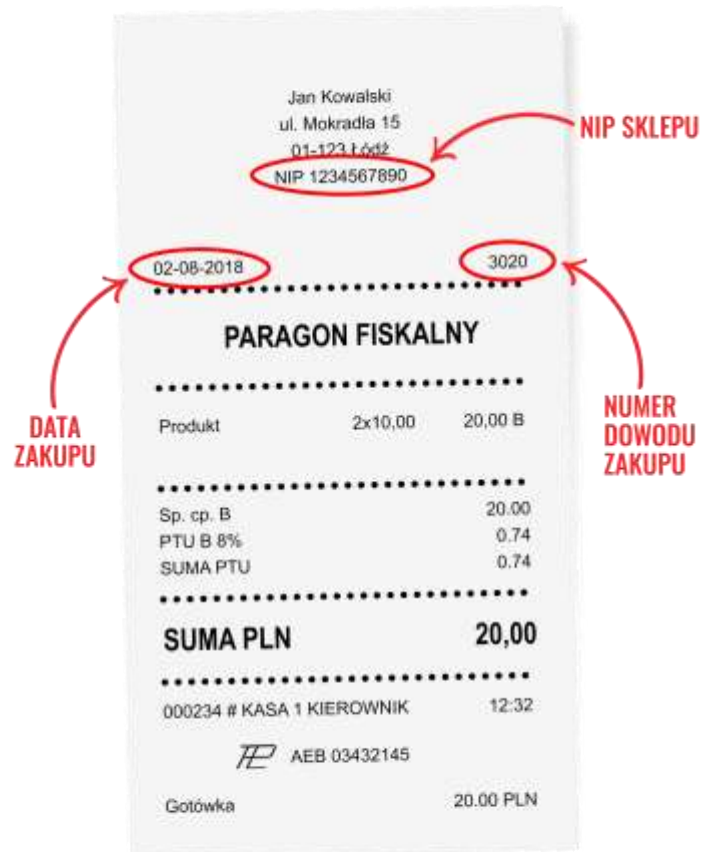 Jan Kowalski
ul. Mokradła 15
01-123 Łódź
NIP 1234567890
NIP SKLEPU
02-08-2018 3020
PARAGON FISKALNY
DATA
ZAKUPU
NUMER
DOWODU
ZAKUPU
Produkt 2x10,00 20,00 B
Sp. cp. B 20.00
PTU B 8% 0.74
SUMA PTU 0.74
SUMA PLN 20,00
000234 # KASA 1 KIEROWNIK 12:32
AEB 03432145
Gotówka 20.00 PLN